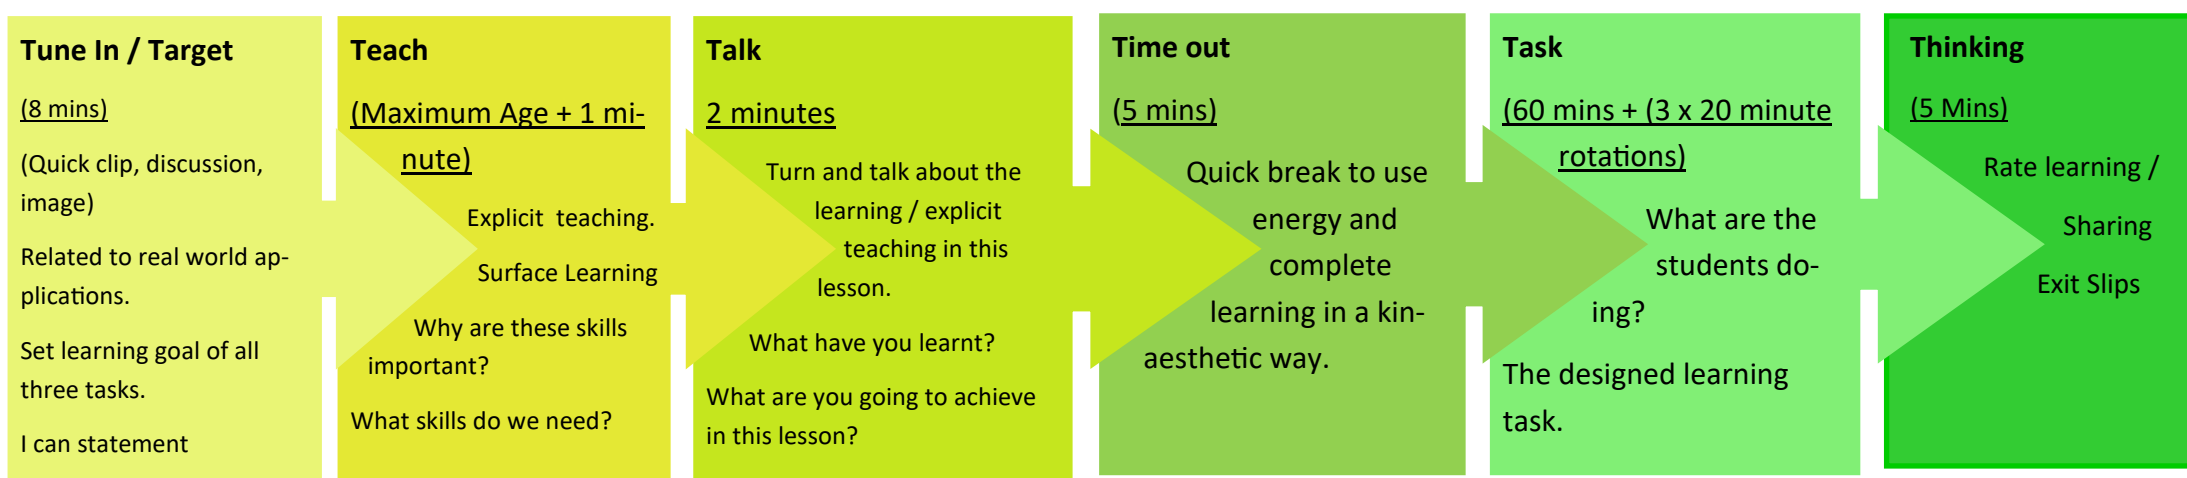 Tune In / Target
(8 mins)
(Quick clip, discussion,
image)
Related to real world ap-
plications.
Set learning goal of all
three tasks.
I can statement
Teach
(Maximum Age + 1 mi-
nute)
Explicit teaching.
Surface Learning
Why are these skills
important?
What skills do we need?
Talk
2 minutes
Turn and talk about the
learning / explicit
teaching in this
lesson.
What have you learnt?
What are you going to achieve
in this lesson?
Time out
(5 mins)
Quick break to use
energy and
complete
learning in a kin-
aesthetic way.
Task
(60 mins + (3 x 20 minute
rotations)
What are the
students do-
ing?
The designed learning
task.
Thinking
(5 Mins)
Rate learning /
Sharing
Exit Slips